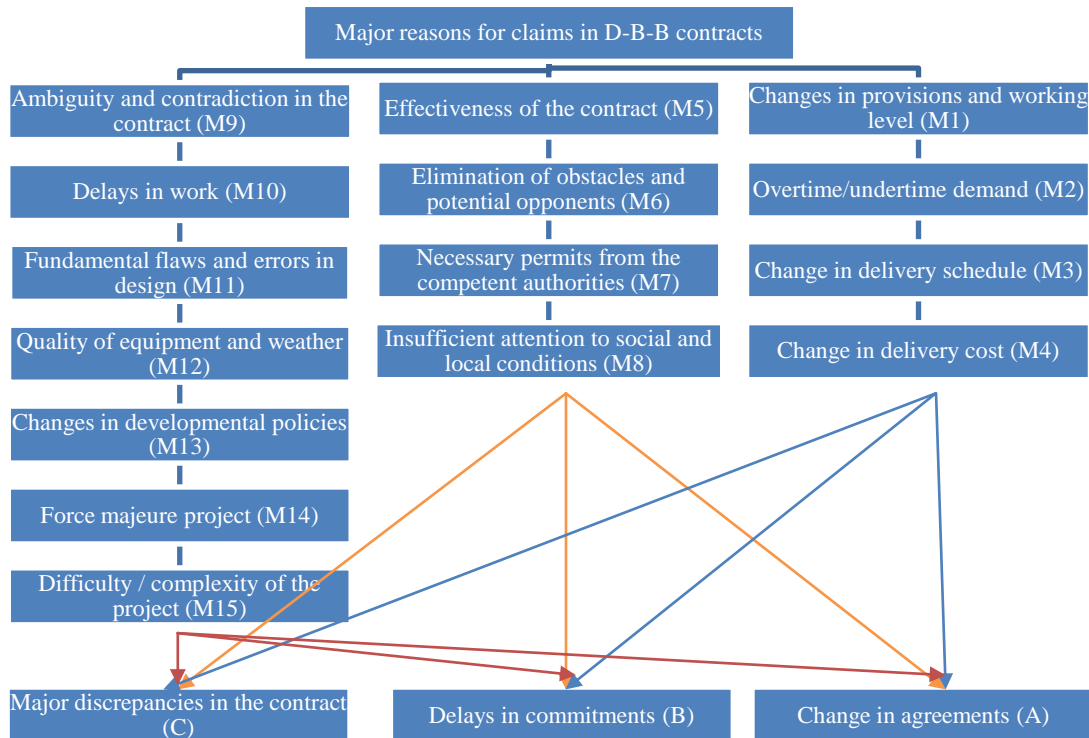 Major reasons for claims in D-B-B contracts
Ambiguity and contradiction in the
contract (M9)
Delays in work (M10)
Fundamental flaws and errors in
design (M11)
Quality of equipment and weather
(M12)
Changes in developmental policies
(M13)
Force majeure project (M14)
Difficulty / complexity of the
project (M15)
Effectiveness of the contract (M5)
Elimination of obstacles and
potential opponents (M6)
Necessary permits from the
competent authorities (M7)
Insufficient attention to social and
local conditions (M8)
Changes in provisions and working
level (M1)
Overtime/undertime demand (M2)
Change in delivery schedule (M3)
Change in delivery cost (M4)
Major discrepancies in the contract
(C)
Delays in commitments (B)
Change in agreements (A)